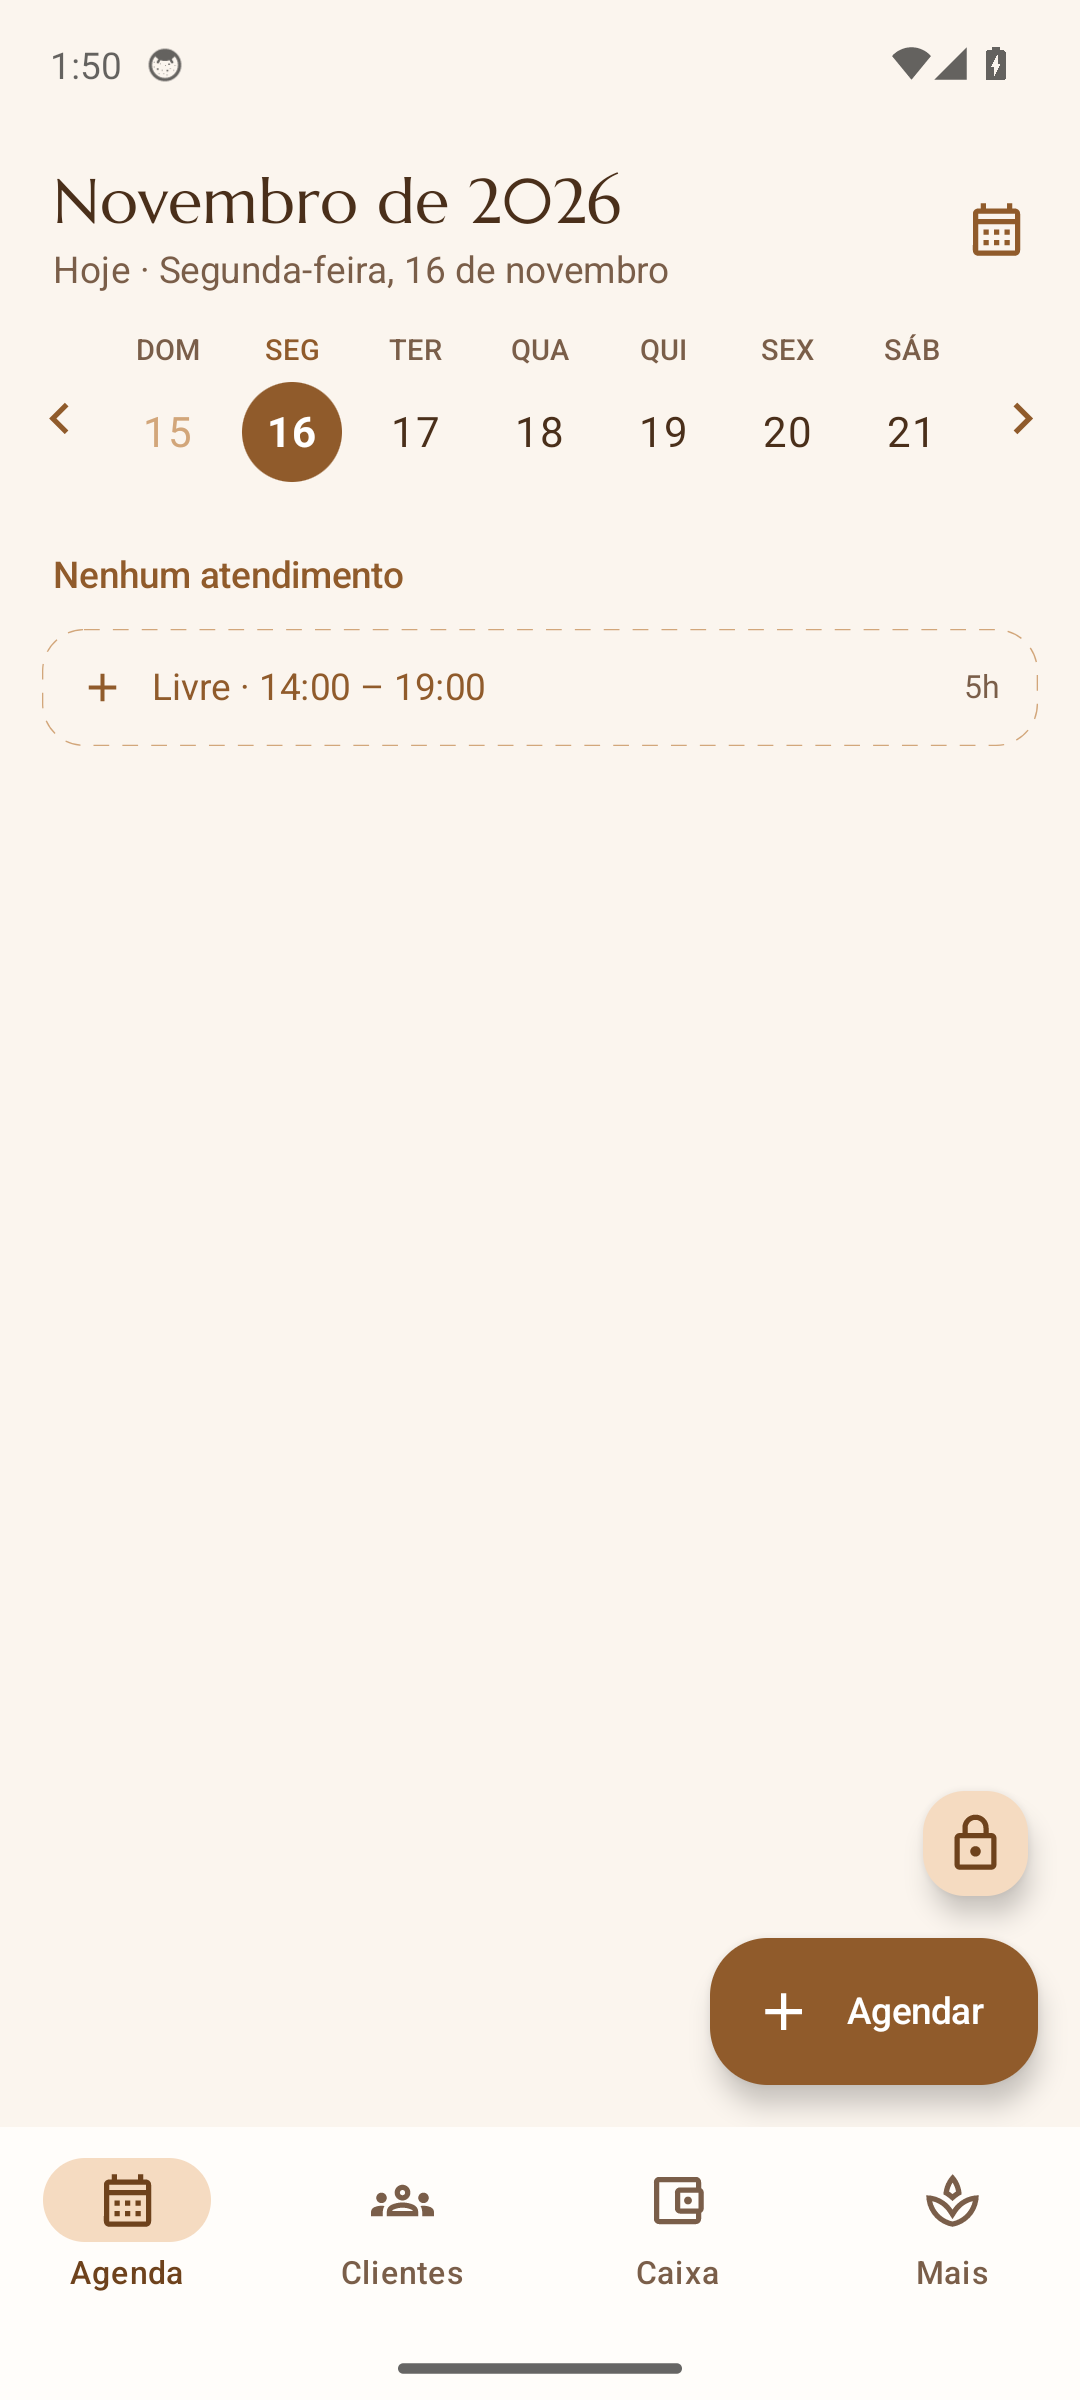 1:50
Novembro de 2026
Hoje · Segunda-feira, 16 de novembro
DOM SEG TER QUA QUI SEX SÁB
15 16 17 18 19 20 21
Nenhum atendimento
Livre · 14:00 – 19:00 5h
Agendar
Agenda Clientes Caixa Mais